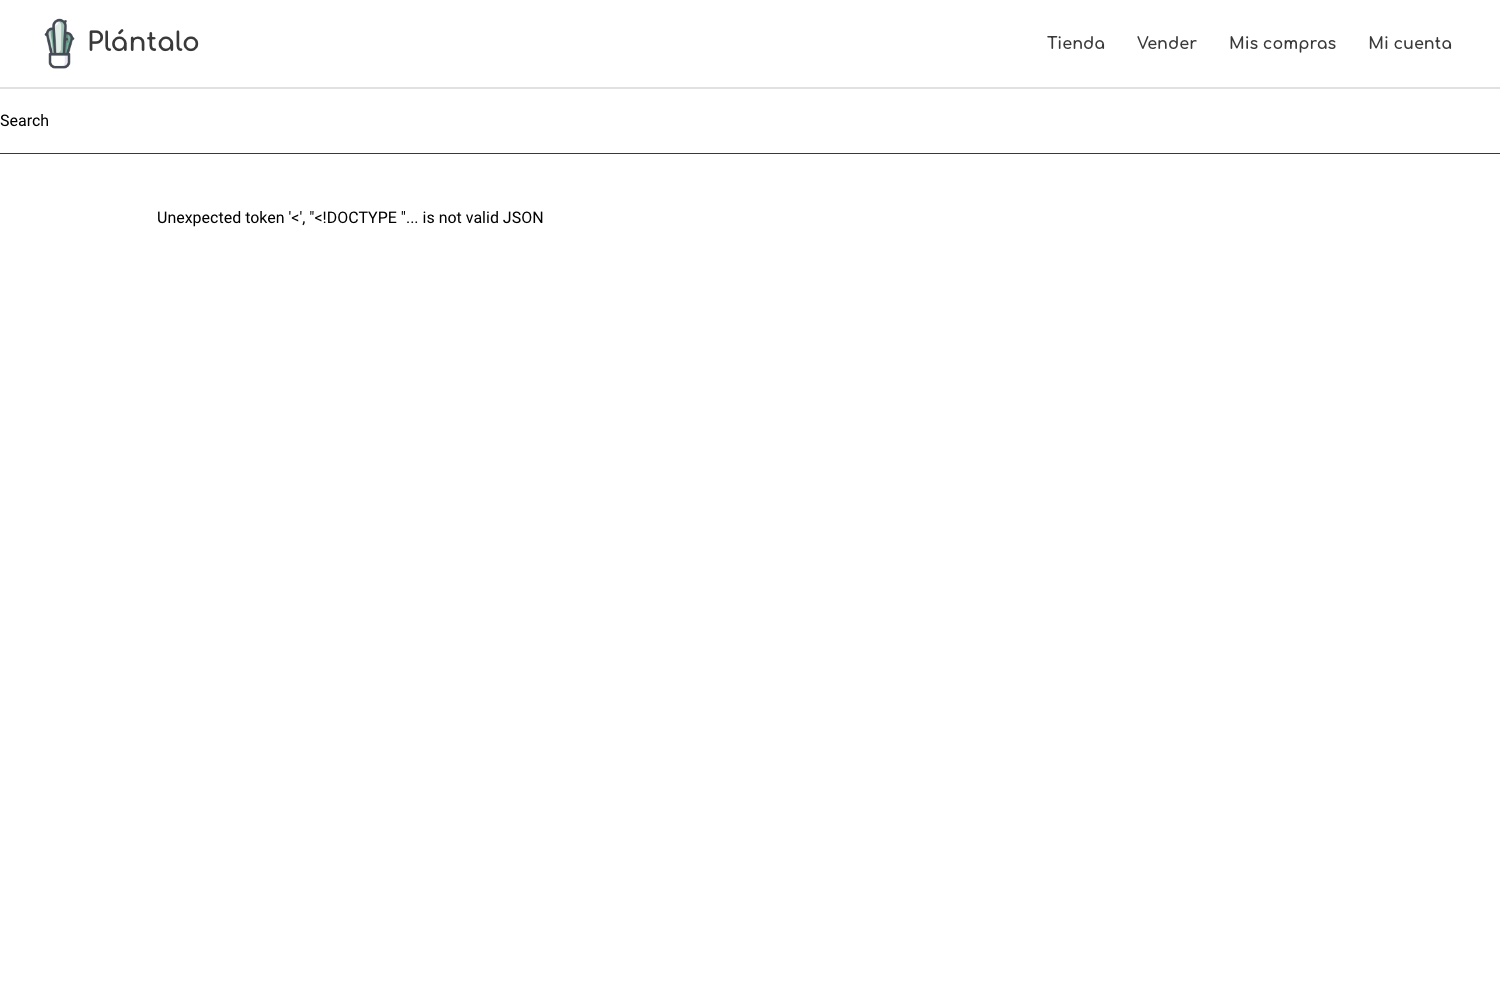 Plántalo
Tienda Vender Mis compras Mi cuenta
Search
Unexpected token '<', "<!DOCTYPE "... is not valid JSON